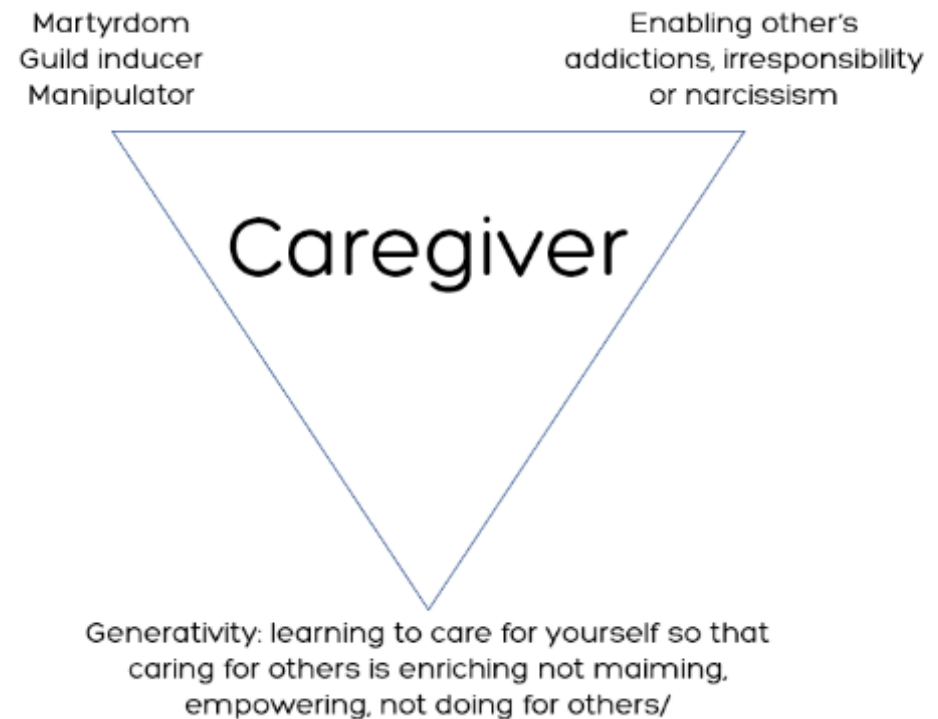 Martyrdom
Guild inducer
Manipulator
Enabling other's
addictions, irresponsibility
or narcissism
Caregiver
Generativity: learning to care for yourself so that
caring for others is enriching not maiming,
empowering, not doing for others/